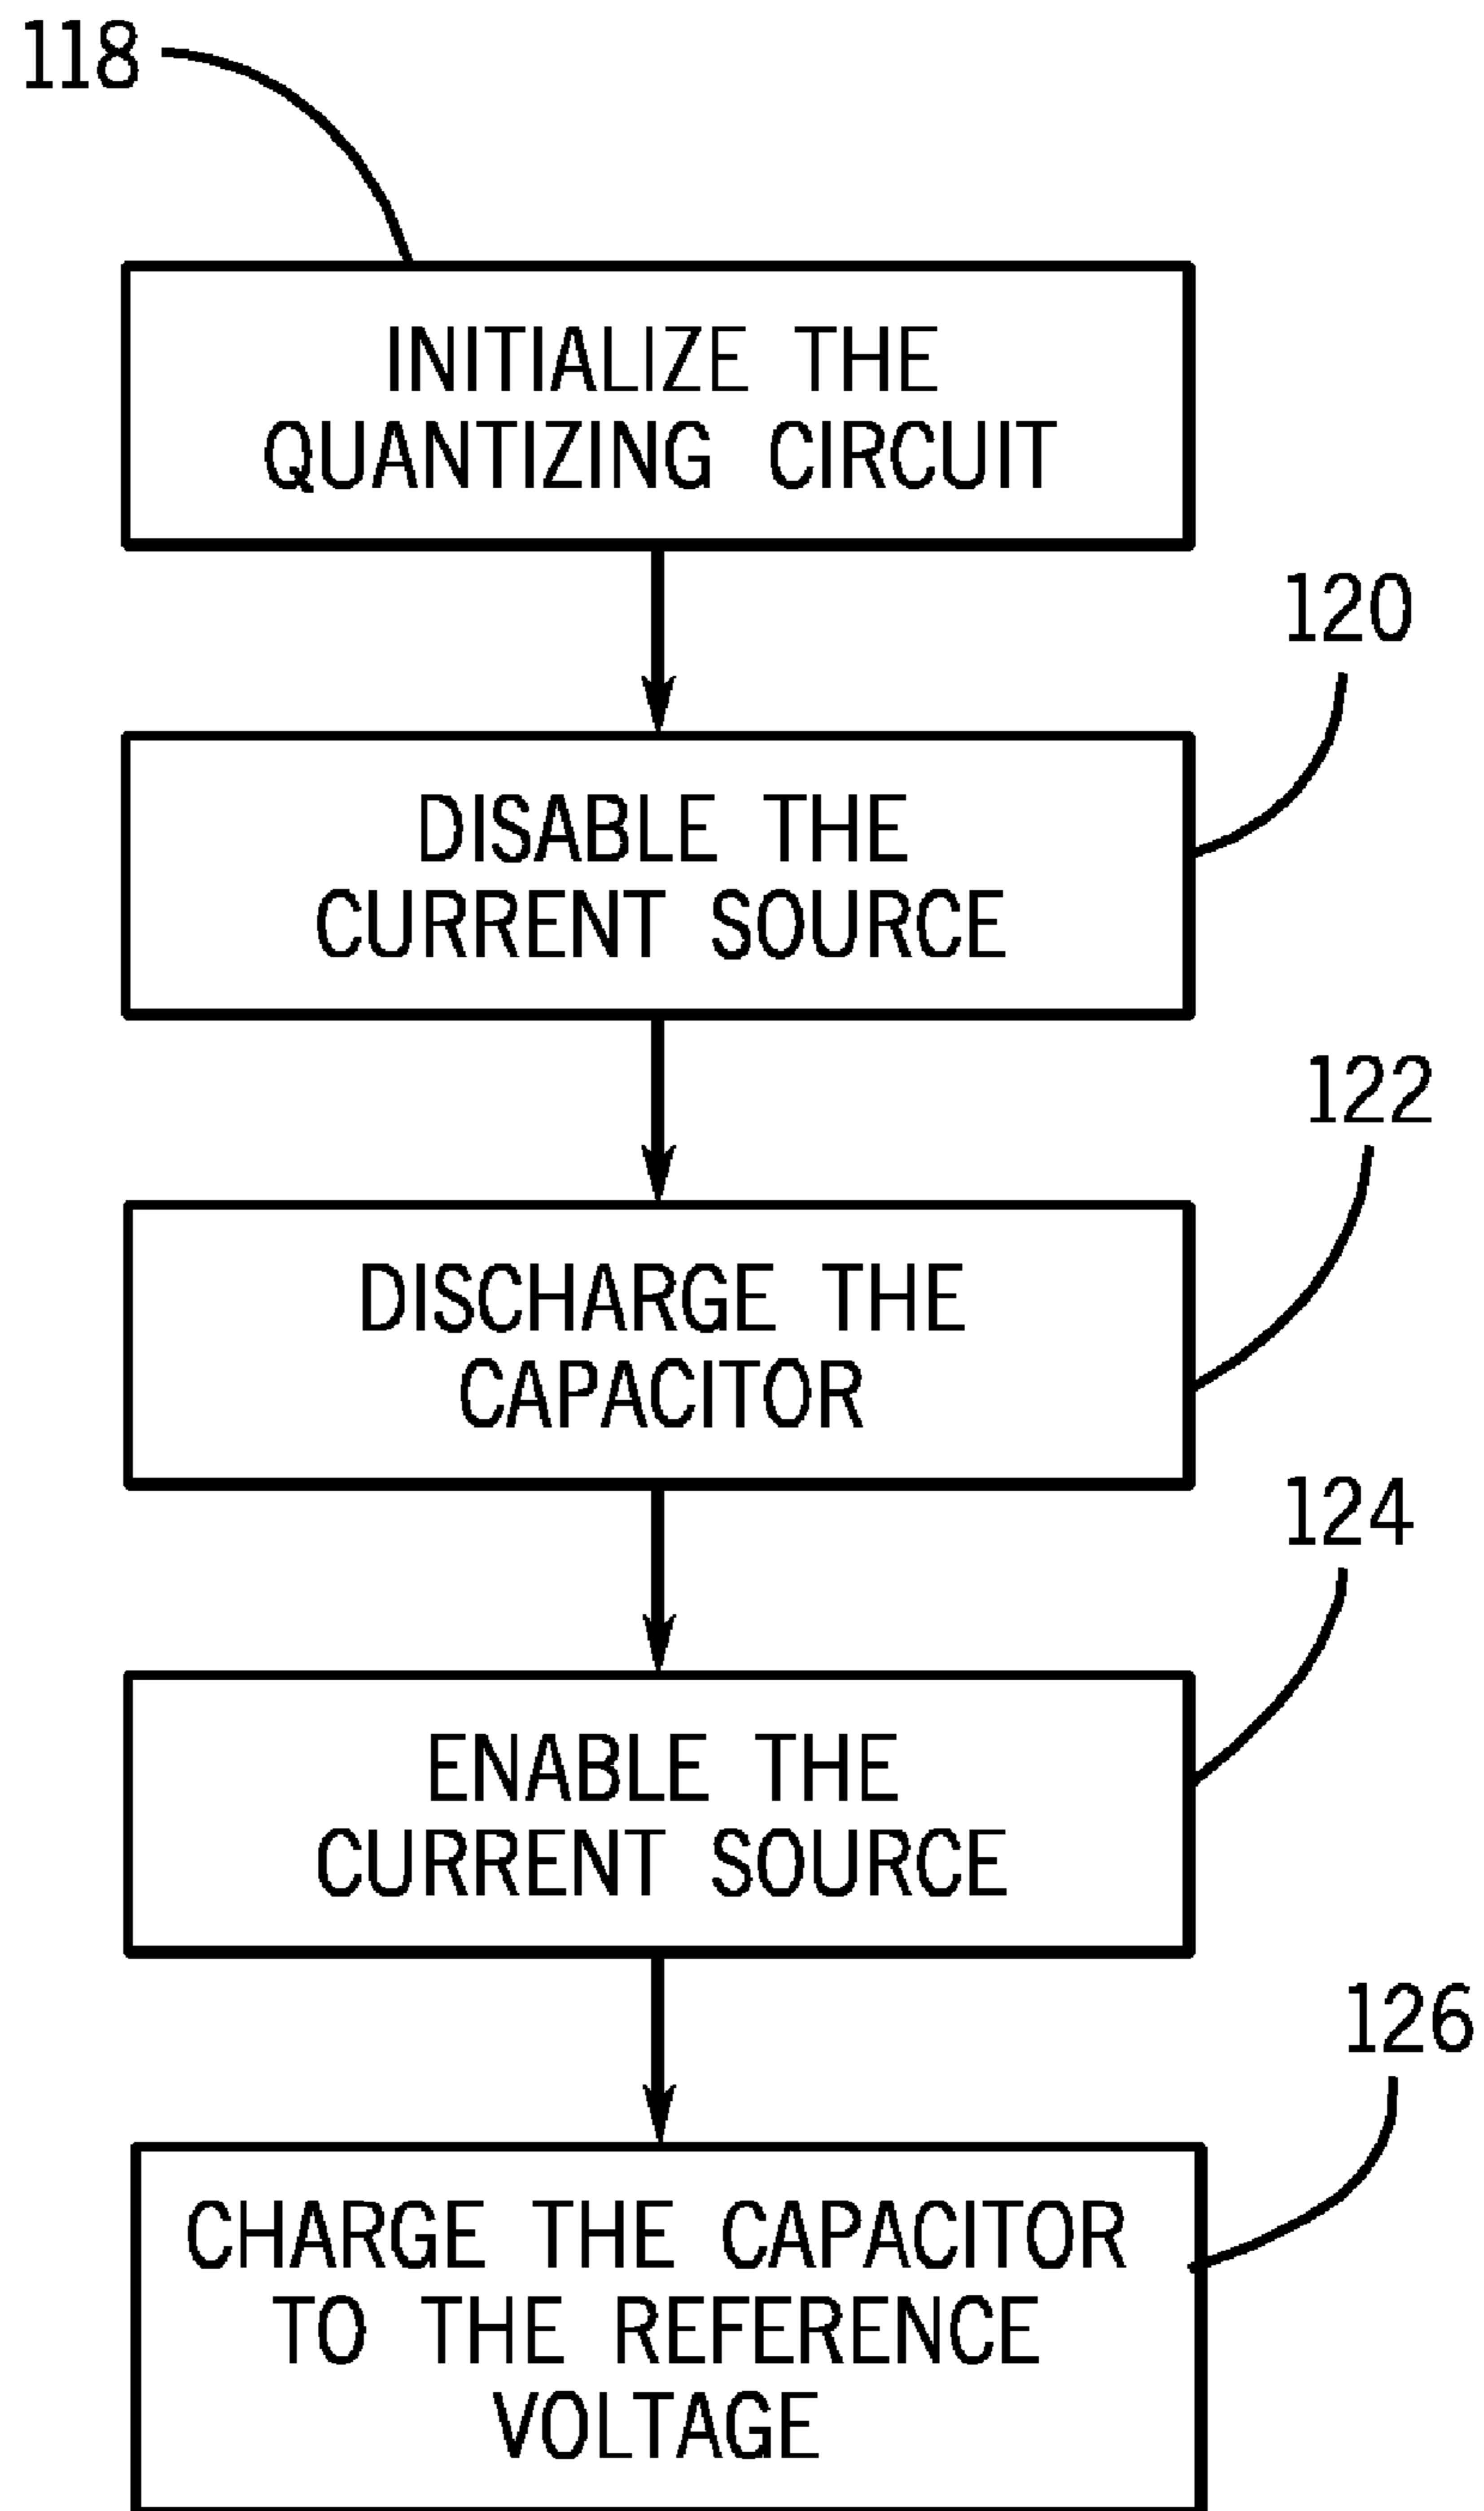 118
INITIALIZE THE
QUANTIZING CIRCUIT
120
DISABLE THE
CURRENT SOURCE
122
DISCHARGE THE
CAPACITOR
124
ENABLE THE
CURRENT SOURCE
126
CHARGE THE CAPACITOR
TO THE REFERENCE
VOLTAGE